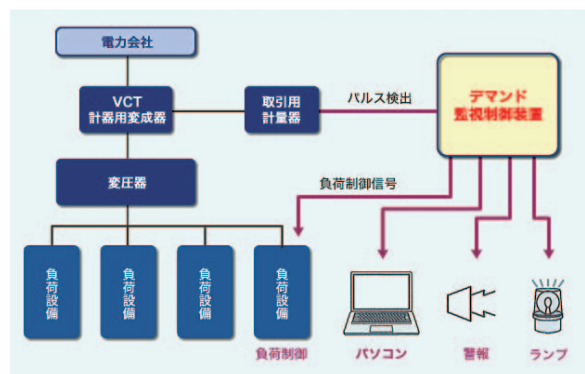 電力会社
VCT
計器用変成器
取引用
計量器
パルス検出
デマンド
監視制御装置
変圧器
負荷制御信号
負荷設備
負荷設備
負荷設備
負荷設備
負荷制御
パソコン
警報
ランプ